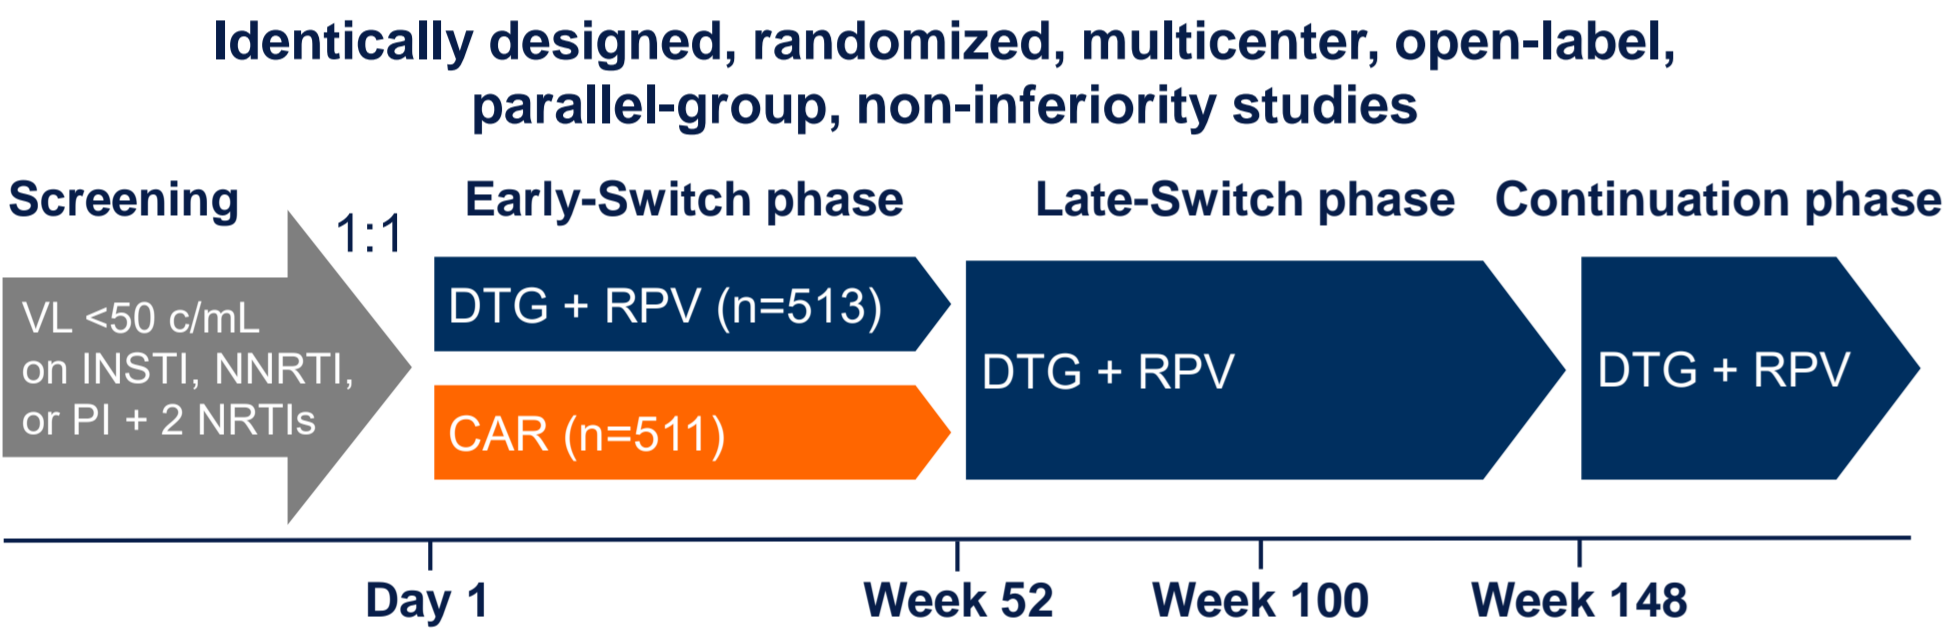 Identically designed, randomized, multicenter, open-label,
parallel-group, non-inferiority studies
Screening
Early-Switch phase
Late-Switch phase
Continuation phase
1:1
VL <50 c/mL
on INSTI, NNRTI,
or PI + 2 NRTIs
DTG + RPV (n=513)
CAR (n=511)
DTG + RPV
DTG + RPV
Day 1
Week 52
Week 100
Week 148